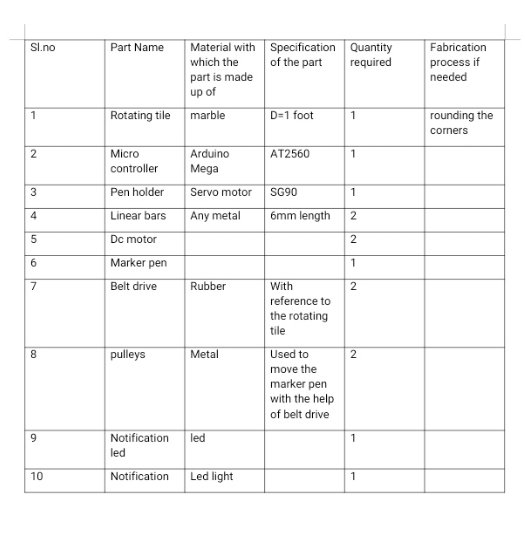 Sl.no Part Name Material with which the part is made up of Specification of the part Quantity required Fabrication process if needed
1 Rotating tile marble D=1 foot 1 rounding the corners
2 Micro controller Arduino Mega AT2560 1
3 Pen holder Servo motor SG90 1
4 Linear bars Any metal 6mm length 2
5 Dc motor 2
6 Marker pen 1
7 Belt drive Rubber With reference to the rotating tile 2
8 pulleys Metal Used to move the marker pen with the help of belt drive 2
9 Notification led led 1
10 Notification Led light 1